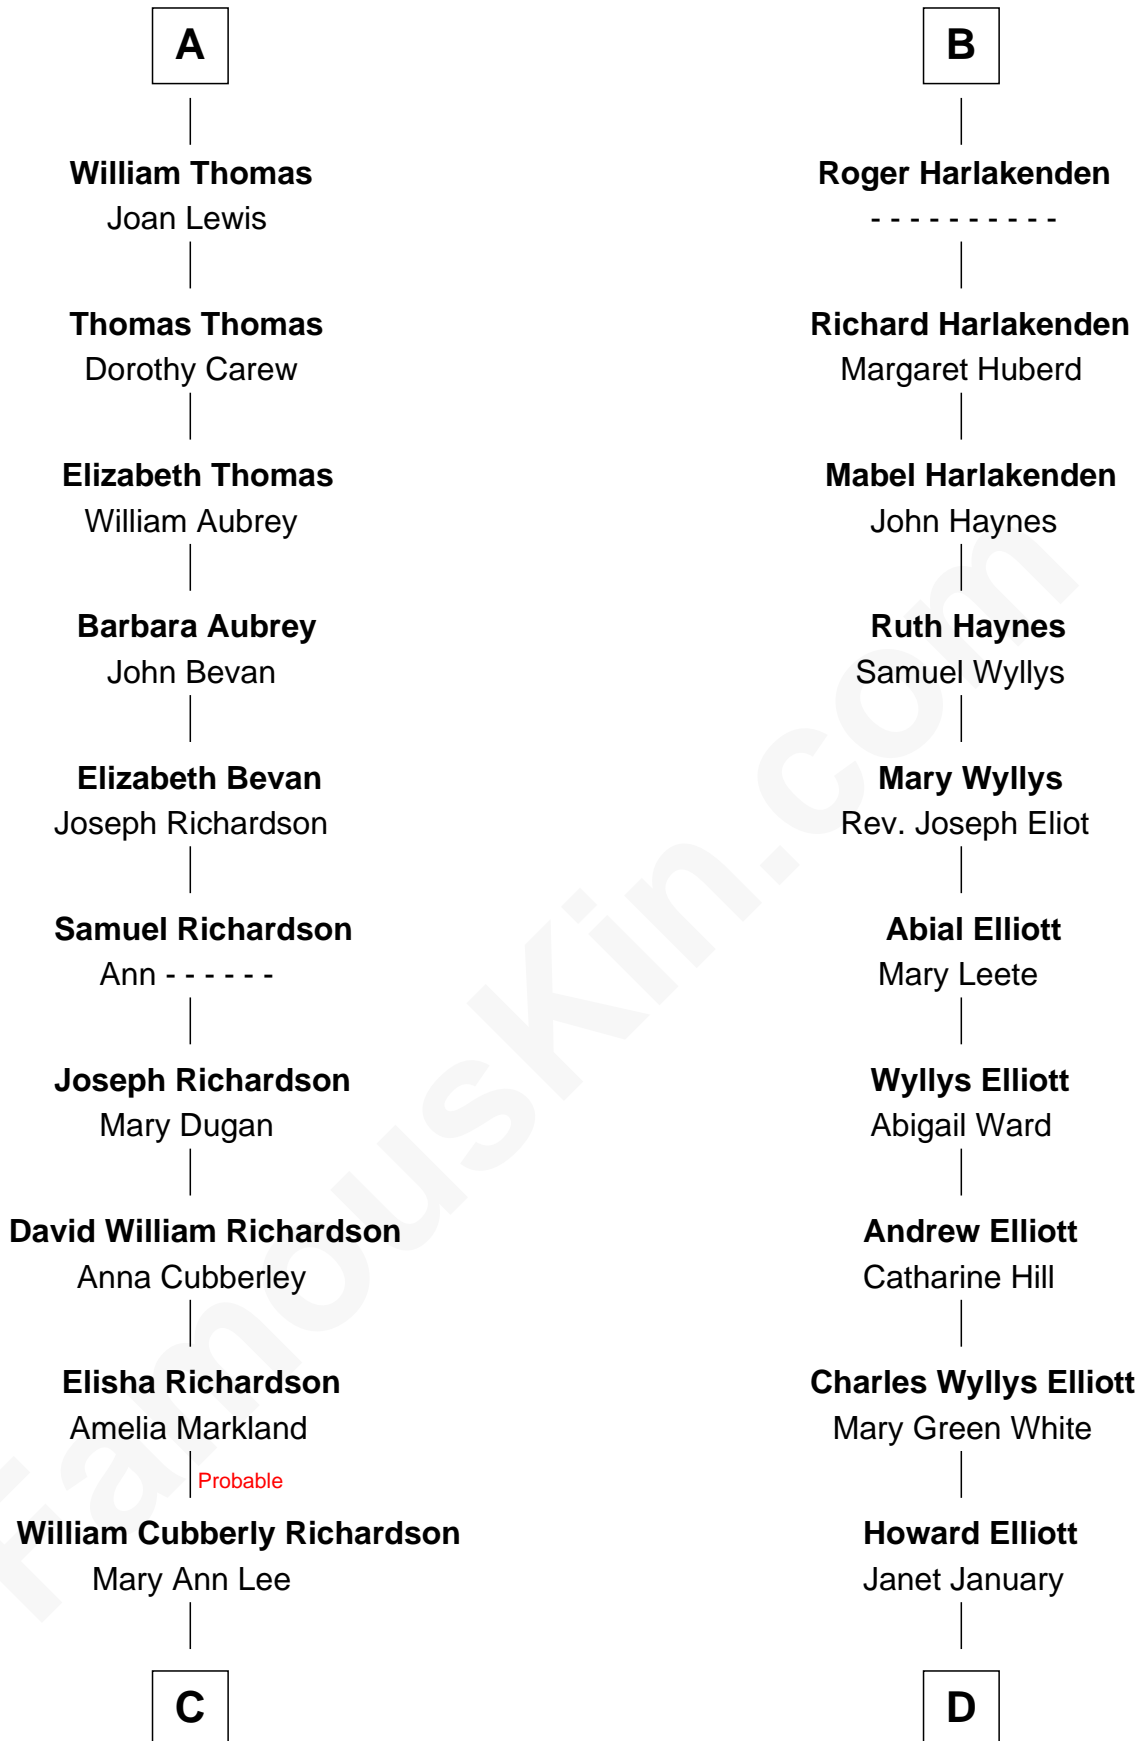 A
William Thomas
Joan Lewis
Thomas Thomas
Dorothy Carew
Elizabeth Thomas
William Aubrey
Barbara Aubrey
John Bevan
Elizabeth Bevan
Joseph Richardson
Samuel Richardson
Ann - - - - - -
Joseph Richardson
Mary Dugan
David William Richardson
Anna Cubberley
Elisha Richardson
Amelia Markland
Probable
William Cubberly Richardson
Mary Ann Lee
C
B
Roger Harlakenden
- - - - - - - - - -
Richard Harlakenden
Margaret Huberd
Mabel Harlakenden
John Haynes
Ruth Haynes
Samuel Wyllys
Mary Wyllys
Rev. Joseph Eliot
Abial Elliott
Mary Leete
Wyllys Elliott
Abigail Ward
Andrew Elliott
Catharine Hill
Charles Wyllys Elliott
Mary Green White
Howard Elliott
Janet January
D
FamousKin.com